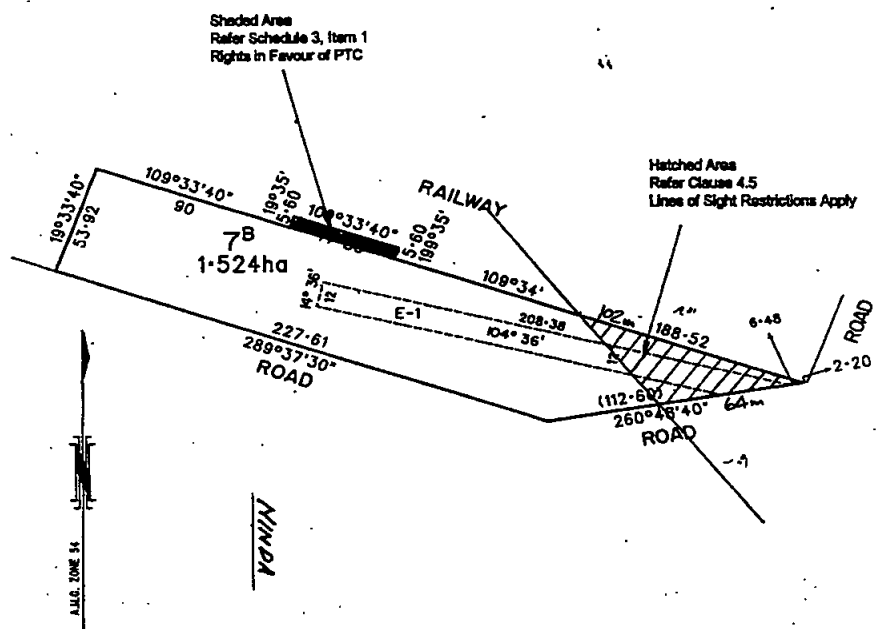 Shaded Area
Refer Schedule 3, Item 1
Rights in Favour of PTC
Hatched Area
Refer Clause 4.5
Lines of Sight Restrictions Apply
RAILWAY
109°33'40"
90
19°33'40"
53·92
19°35'
5·60
109°33'40"
5·60
199°35'
7B
1·524ha
109°34'
102m
188·52
6·48
ROAD
2·20
14°36'
12
E-1
208·38
104°36'
12
227·61
289°37'30"
ROAD
(112·60)
64m
260°48'40"
ROAD
MINDA
N
A.M.G. ZONE 54